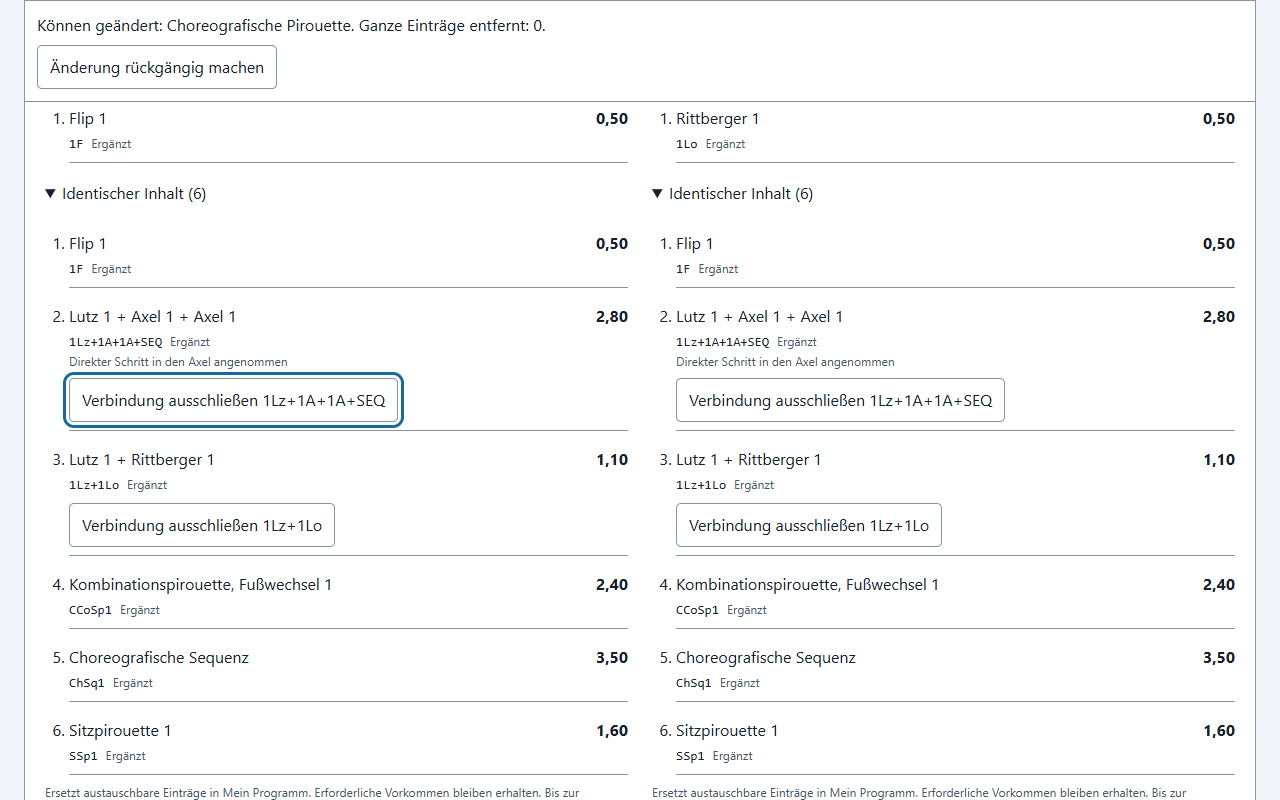 Können geändert: Choreografische Pirouette. Ganze Einträge entfernt: 0.
Änderung rückgängig machen
1. Flip 1 0,50
1F Ergänzt
▼ Identischer Inhalt (6)
1. Flip 1 0,50
1F Ergänzt
2. Lutz 1 + Axel 1 + Axel 1 2,80
1Lz+1A+1A+SEQ Ergänzt
Direkter Schritt in den Axel angenommen
Verbindung ausschließen 1Lz+1A+1A+SEQ
3. Lutz 1 + Rittberger 1 1,10
1Lz+1Lo Ergänzt
Verbindung ausschließen 1Lz+1Lo
4. Kombinationspirouette, Fußwechsel 1 2,40
CCoSp1 Ergänzt
5. Choreografische Sequenz 3,50
ChSq1 Ergänzt
6. Sitzpirouette 1 1,60
SSp1 Ergänzt
Ersetzt austauschbare Einträge in Mein Programm. Erforderliche Vorkommen bleiben erhalten. Bis zur
1. Rittberger 1 0,50
1Lo Ergänzt
▼ Identischer Inhalt (6)
1. Flip 1 0,50
1F Ergänzt
2. Lutz 1 + Axel 1 + Axel 1 2,80
1Lz+1A+1A+SEQ Ergänzt
Direkter Schritt in den Axel angenommen
Verbindung ausschließen 1Lz+1A+1A+SEQ
3. Lutz 1 + Rittberger 1 1,10
1Lz+1Lo Ergänzt
Verbindung ausschließen 1Lz+1Lo
4. Kombinationspirouette, Fußwechsel 1 2,40
CCoSp1 Ergänzt
5. Choreografische Sequenz 3,50
ChSq1 Ergänzt
6. Sitzpirouette 1 1,60
SSp1 Ergänzt
Ersetzt austauschbare Einträge in Mein Programm. Erforderliche Vorkommen bleiben erhalten. Bis zur